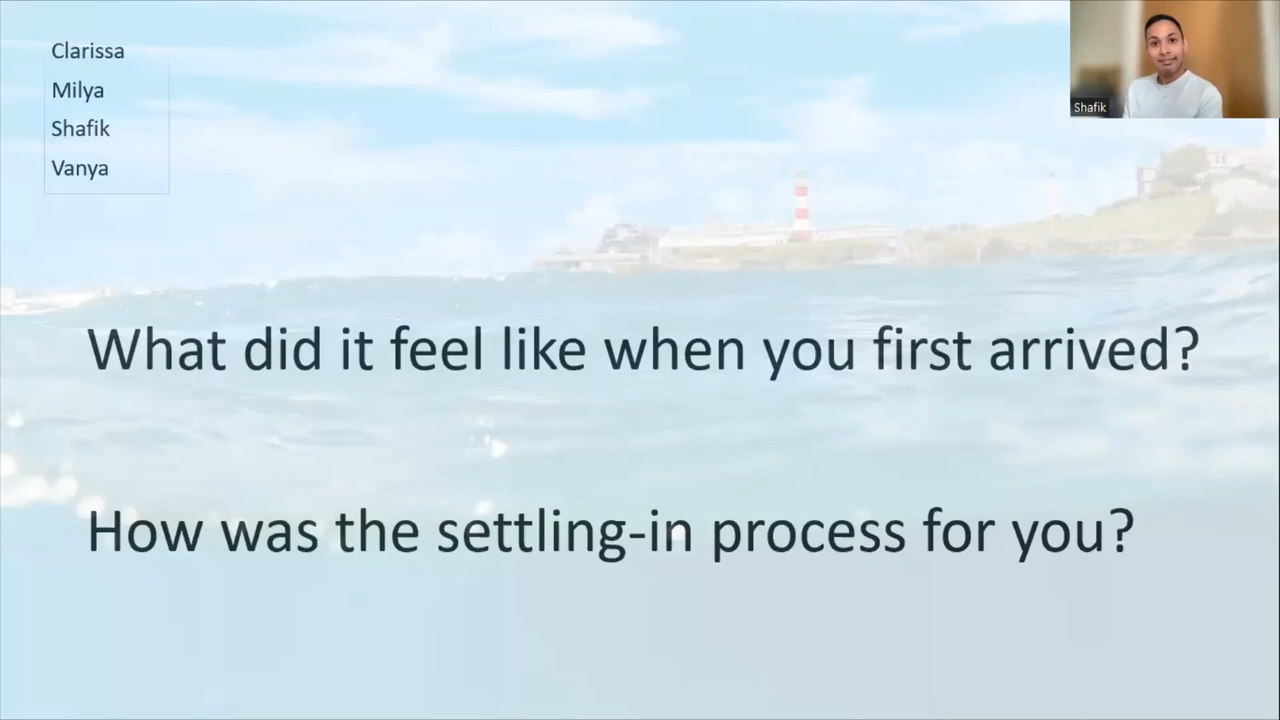 Clarissa
Milya
Shafik
Vanya
Shafik
What did it feel like when you first arrived?
How was the settling-in process for you?